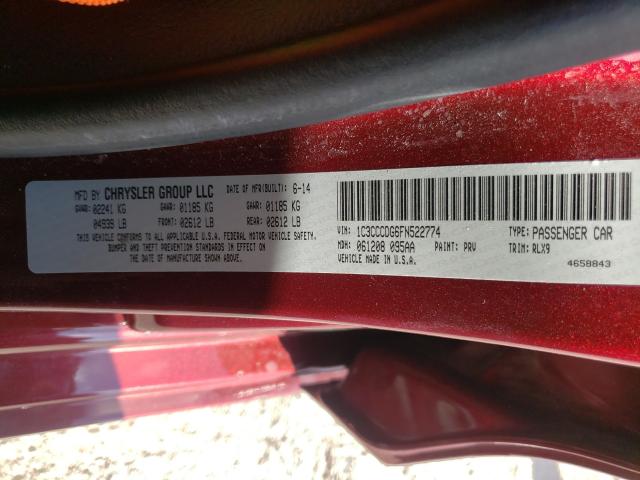 MFD BY CHRYSLER GROUP LLC DATE OF MFR(BUILT): 6-14
GVWR: 02241 KG GAWR: 01185 KG GAWR: 01185 KG
04939 LB FRONT: 02612 LB REAR: 02612 LB
THIS VEHICLE CONFORMS TO ALL APPLICABLE U.S.A. FEDERAL MOTOR VEHICLE SAFETY,
BUMPER AND THEFT PREVENTION STANDARDS IN EFFECT ON
THE DATE OF MANUFACTURE SHOWN ABOVE.
VIN: 1C3CCCDG6FN522774 TYPE: PASSENGER CAR
MDH: 061208 095AA PAINT: PRV TRIM: RLX9
VEHICLE MADE IN U.S.A.
4658843